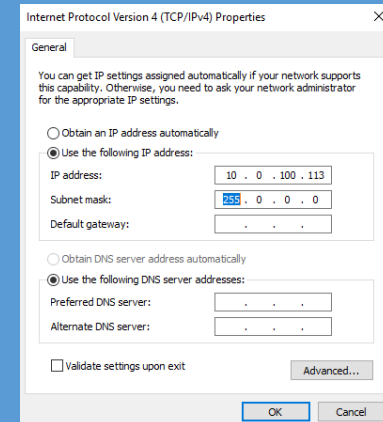 Internet Protocol Version 4 (TCP/IPv4) Properties
General
You can get IP settings assigned automatically if your network supports
this capability. Otherwise, you need to ask your network administrator
for the appropriate IP settings.
Obtain an IP address automatically
Use the following IP address:
IP address: 10 . 0 . 100 . 113
Subnet mask: 255 . 0 . 0 . 0
Default gateway: . . .
Obtain DNS server address automatically
Use the following DNS server addresses:
Preferred DNS server: . . .
Alternate DNS server: . . .
Validate settings upon exit
Advanced...
OK Cancel